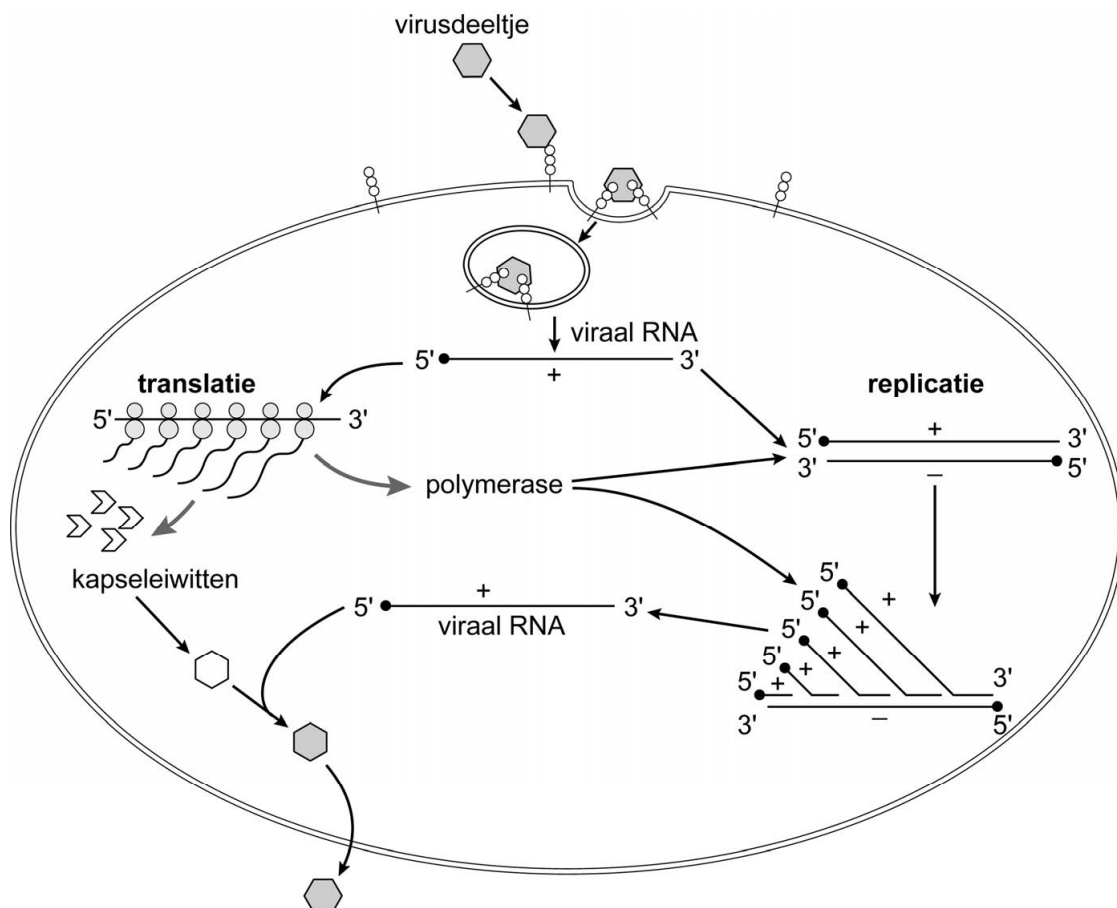 virusdeeltje
viraal RNA
5' + 3'
translatie
replicatie
5' 3'
5' + 3'
3' – 5'
polymerase
kapseleiwitten
5' + 3'
viraal RNA
5' +
5' +
5' +
5' +
5' + 3'
3' – 5'